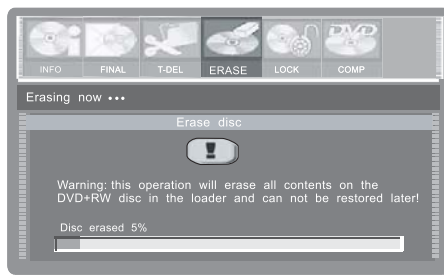 INFO FINAL T-DEL ERASE LOCK COMP
Erasing now •••
Erase disc
!
Warning: this operation will erase all contents on the
DVD+RW disc in the loader and can not be restored later!
Disc erased 5%